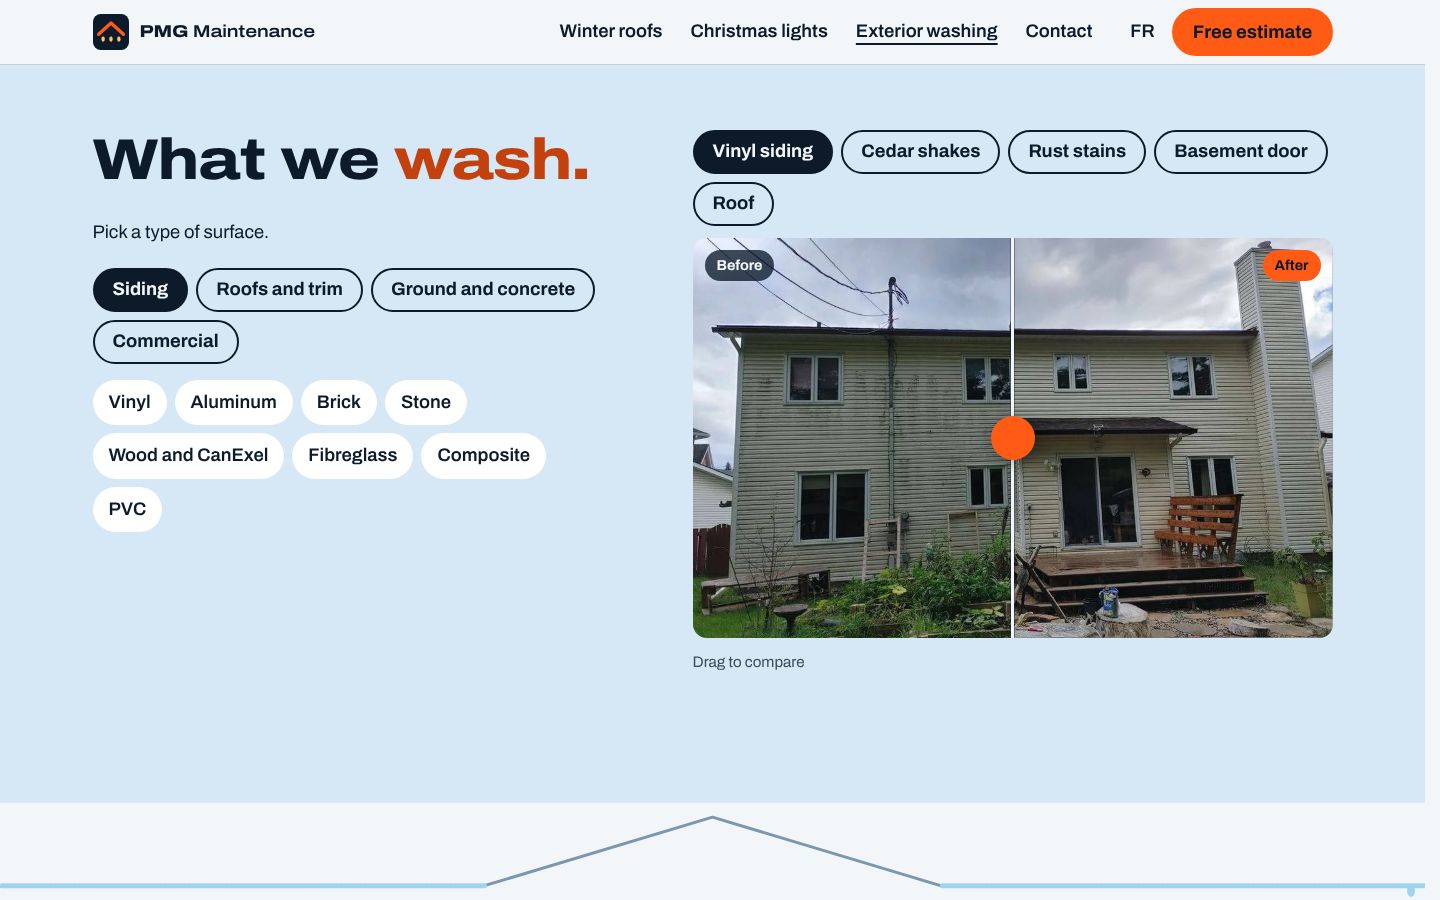 PMG Maintenance
Winter roofs
Christmas lights
Exterior washing
Contact
FR
Free estimate
What we wash.
Pick a type of surface.
Siding
Roofs and trim
Ground and concrete
Commercial
Vinyl
Aluminum
Brick
Stone
Wood and CanExel
Fibreglass
Composite
PVC
Vinyl siding
Cedar shakes
Rust stains
Basement door
Roof
Before
After
Drag to compare